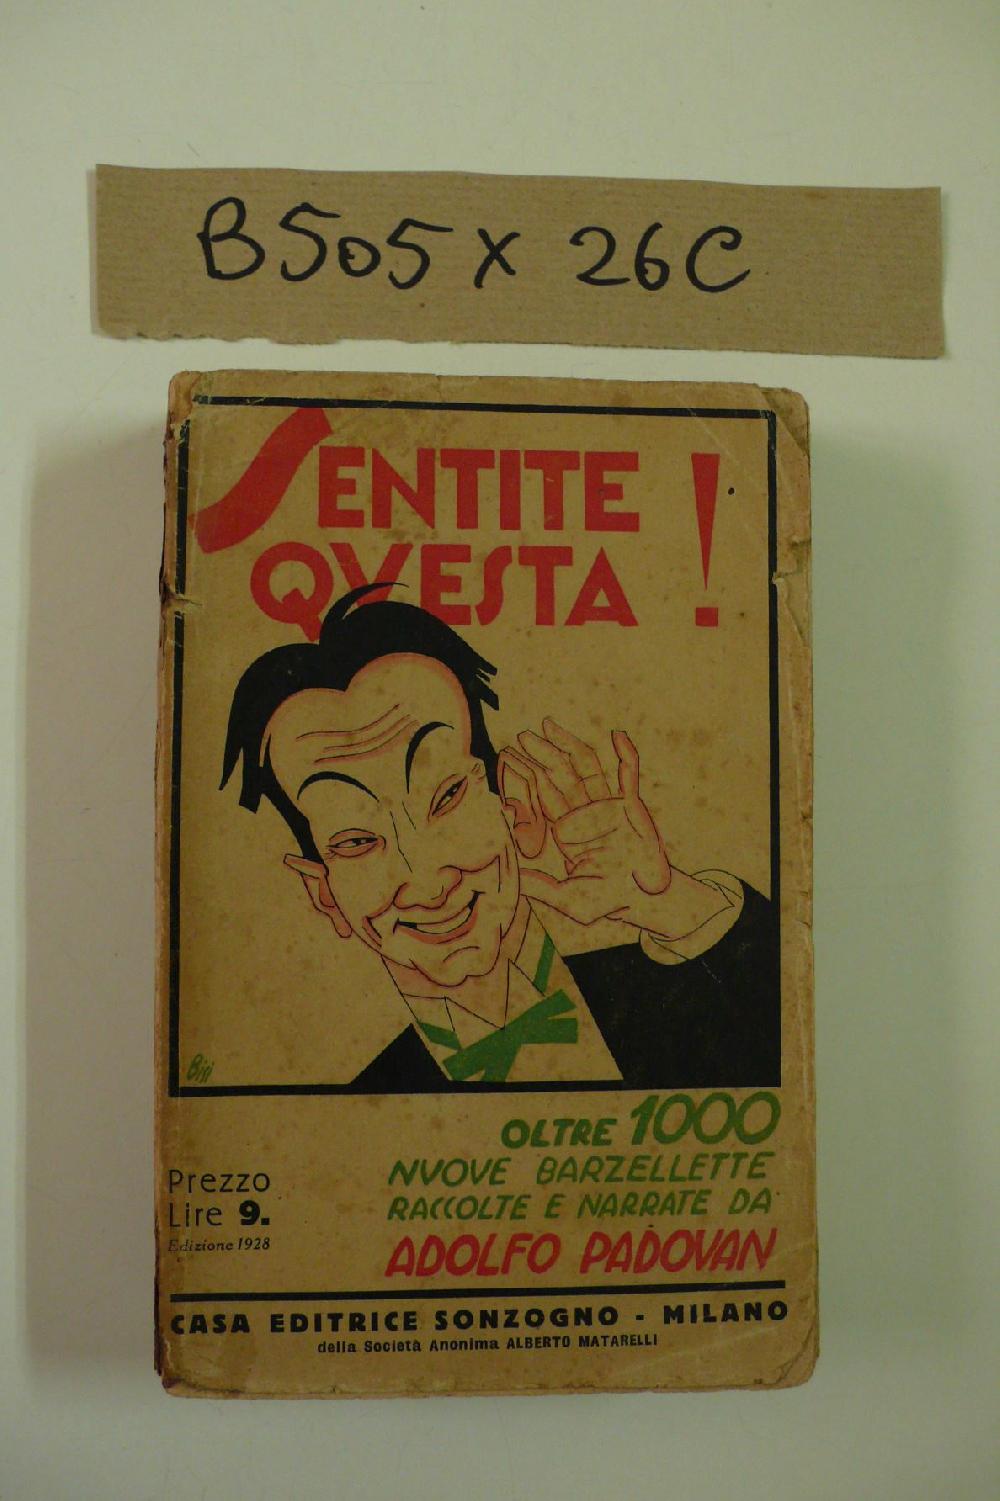 B505X 26C
SENTITE
QVESTA!
Bisi
OLTRE 1000
NVOVE BARZELLETTE
RACCOLTE E NARRATE DA
ADOLFO PADOVAN
Prezzo
Lire 9.
Edizione 1928
CASA EDITRICE SONZOGNO - MILANO
della Società Anonima ALBERTO MATARELLI